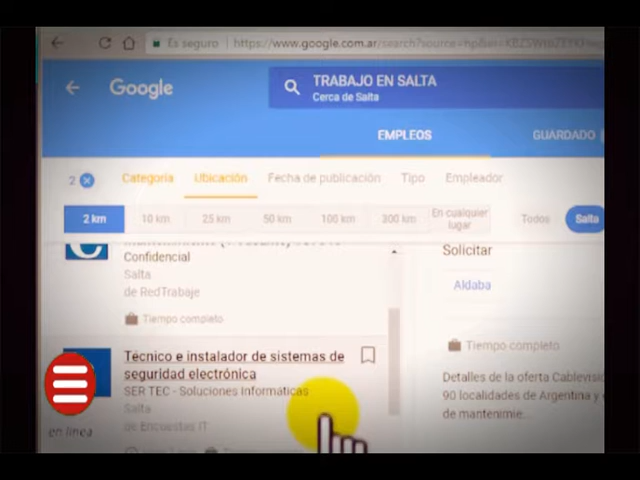 Es seguro
https://www.google.com.ar/search?source=hp&ei=
Google
TRABAJO EN SALTA
Cerca de Salta
EMPLEOS
GUARDADO
2
Categoría
Ubicación
Fecha de publicación
Tipo
Empleador
2 km
10 km
25 km
50 km
100 km
300 km
En cualquier
lugar
Todos
Salta
Confidencial
Salta
de RedTrabaje
Tiempo completo
Técnico e instalador de sistemas de
seguridad electrónica
SER TEC - Soluciones Informáticas
Salta
de Encuestas IT
Solicitar
Aldaba
Tiempo completo
Detalles de la oferta Cablevisi
90 localidades de Argentina y
de mantenimie...
en línea